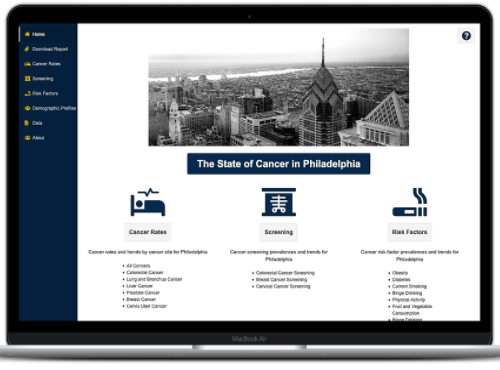 Home
Download Report
Cancer Rates
Screening
Risk Factors
Demographic Profiles
Data
About
?
The State of Cancer in Philadelphia
Cancer Rates
Screening
Risk Factors
Cancer rates and trends by cancer site for Philadelphia
All Cancers
Colorectal Cancer
Lung and Bronchus Cancer
Liver Cancer
Prostate Cancer
Breast Cancer
Cervix Uteri Cancer
Cancer screening prevalences and trends for
Philadelphia
Colorectal Cancer Screening
Breast Cancer Screening
Cervical Cancer Screening
Cancer risk factor prevalences and trends for
Philadelphia
Obesity
Diabetes
Current Smoking
Binge Drinking
Physical Activity
Fruit and Vegetable
Consumption
Binge Drinking
MacBook Air